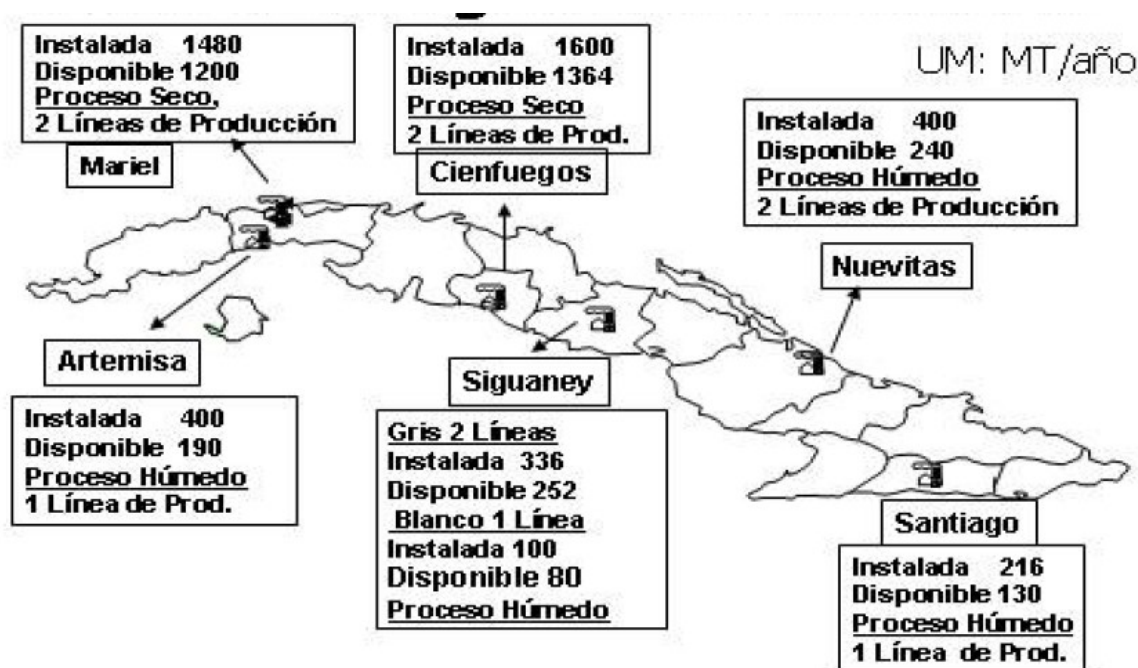 Instalada 1480
Disponible 1200
Proceso Seco,
2 Líneas de Producción
Mariel
Instalada 1600
Disponible 1364
Proceso Seco
2 Líneas de Prod.
Cienfuegos
UM: MT/año
Instalada 400
Disponible 240
Proceso Húmedo
2 Líneas de Producción
Nuevitas
Artemisa
Instalada 400
Disponible 190
Proceso Húmedo
1 Línea de Prod.
Siguaney
Gris 2 Líneas
Instalada 336
Disponible 252
Blanco 1 Línea
Instalada 100
Disponible 80
Proceso Húmedo
Santiago
Instalada 216
Disponible 130
Proceso Húmedo
1 Línea de Prod.